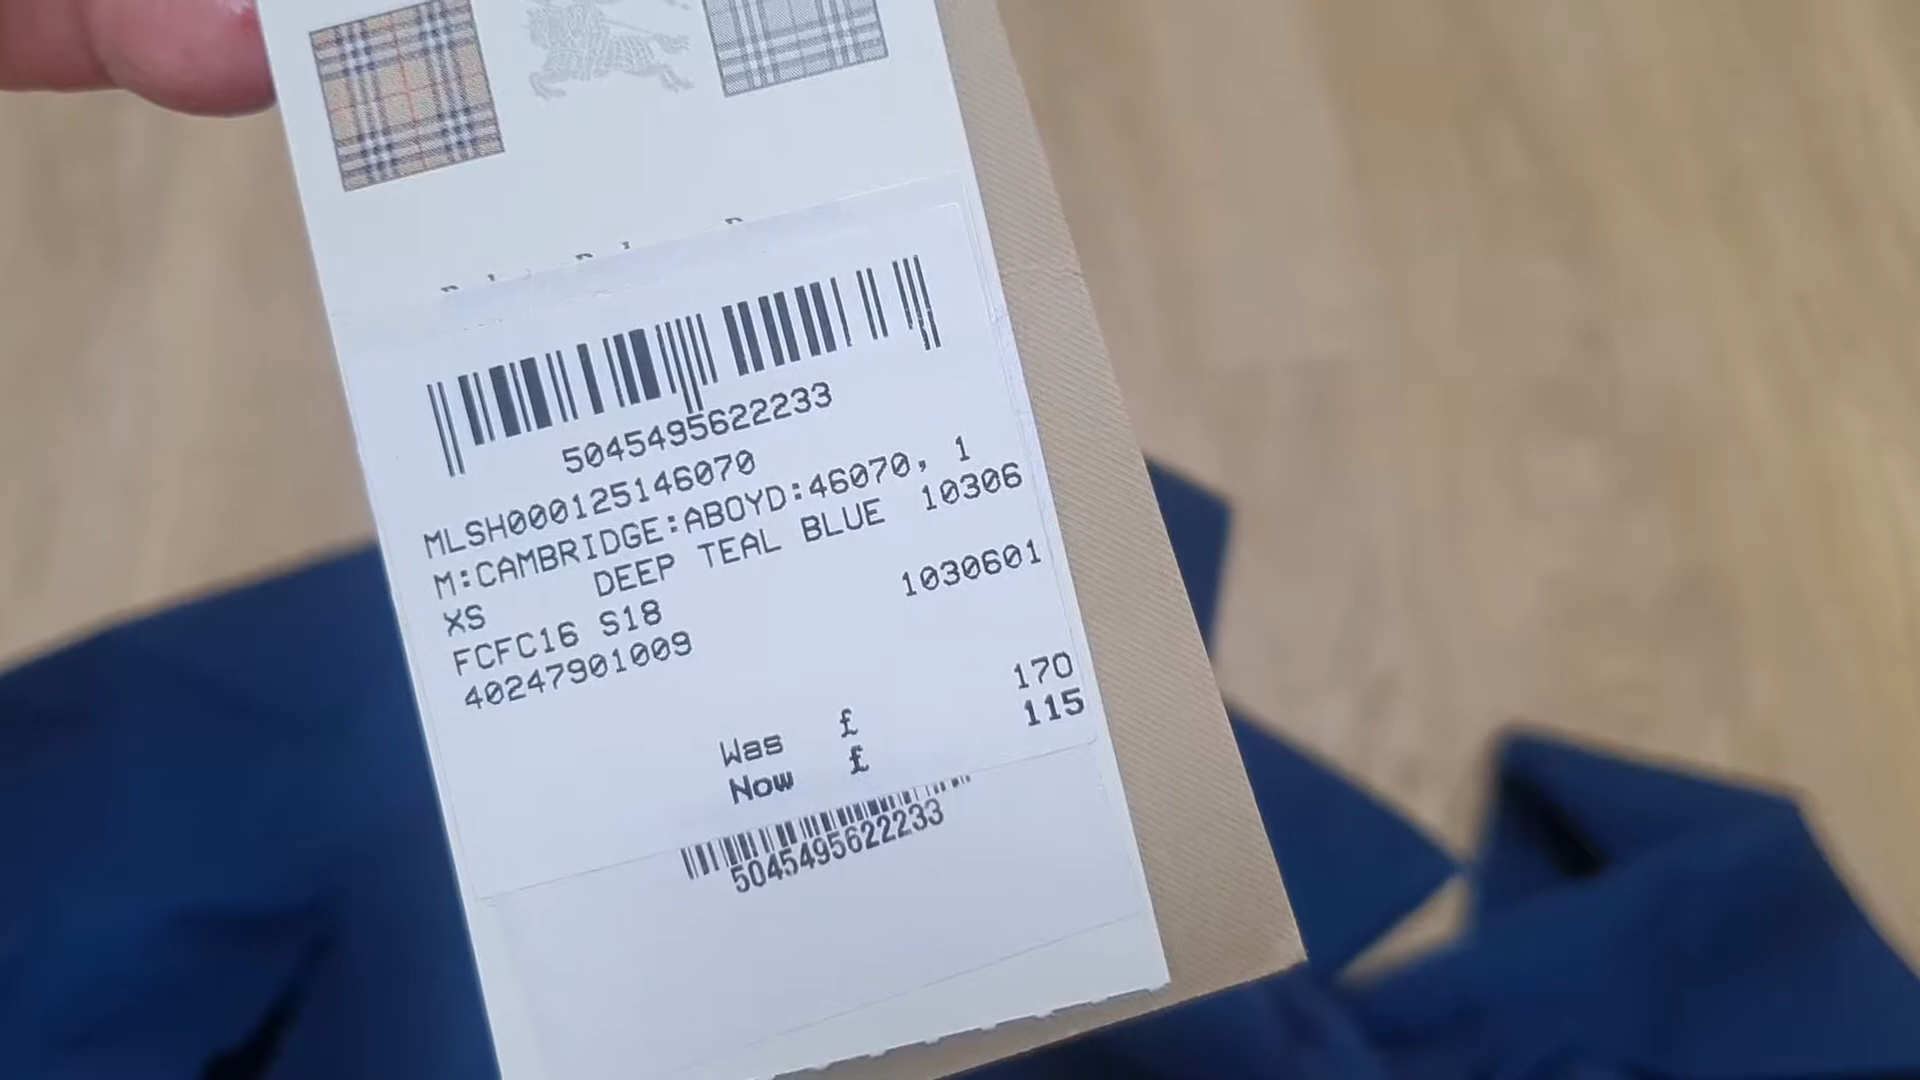 5045495622233
MLSH000125146070
M:CAMBRIDGE:ABOYD:46070, 1
XS DEEP TEAL BLUE 10306
FCFC16 S18 1030601
40247901009
Was £ 170
Now £ 115
5045495622233